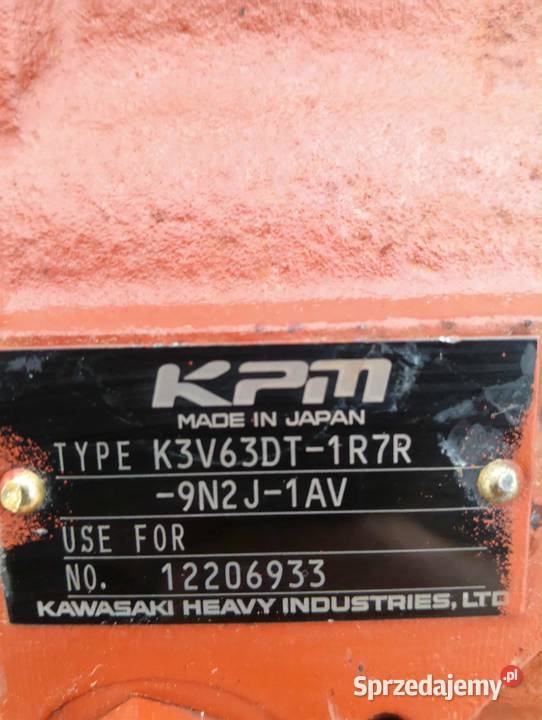 KPM
MADE IN JAPAN
TYPE K3V63DT-1R7R
-9N2J-1AV
USE FOR
NO. 12206933
KAWASAKI HEAVY INDUSTRIES, LTD
Sprzedajemy.pl